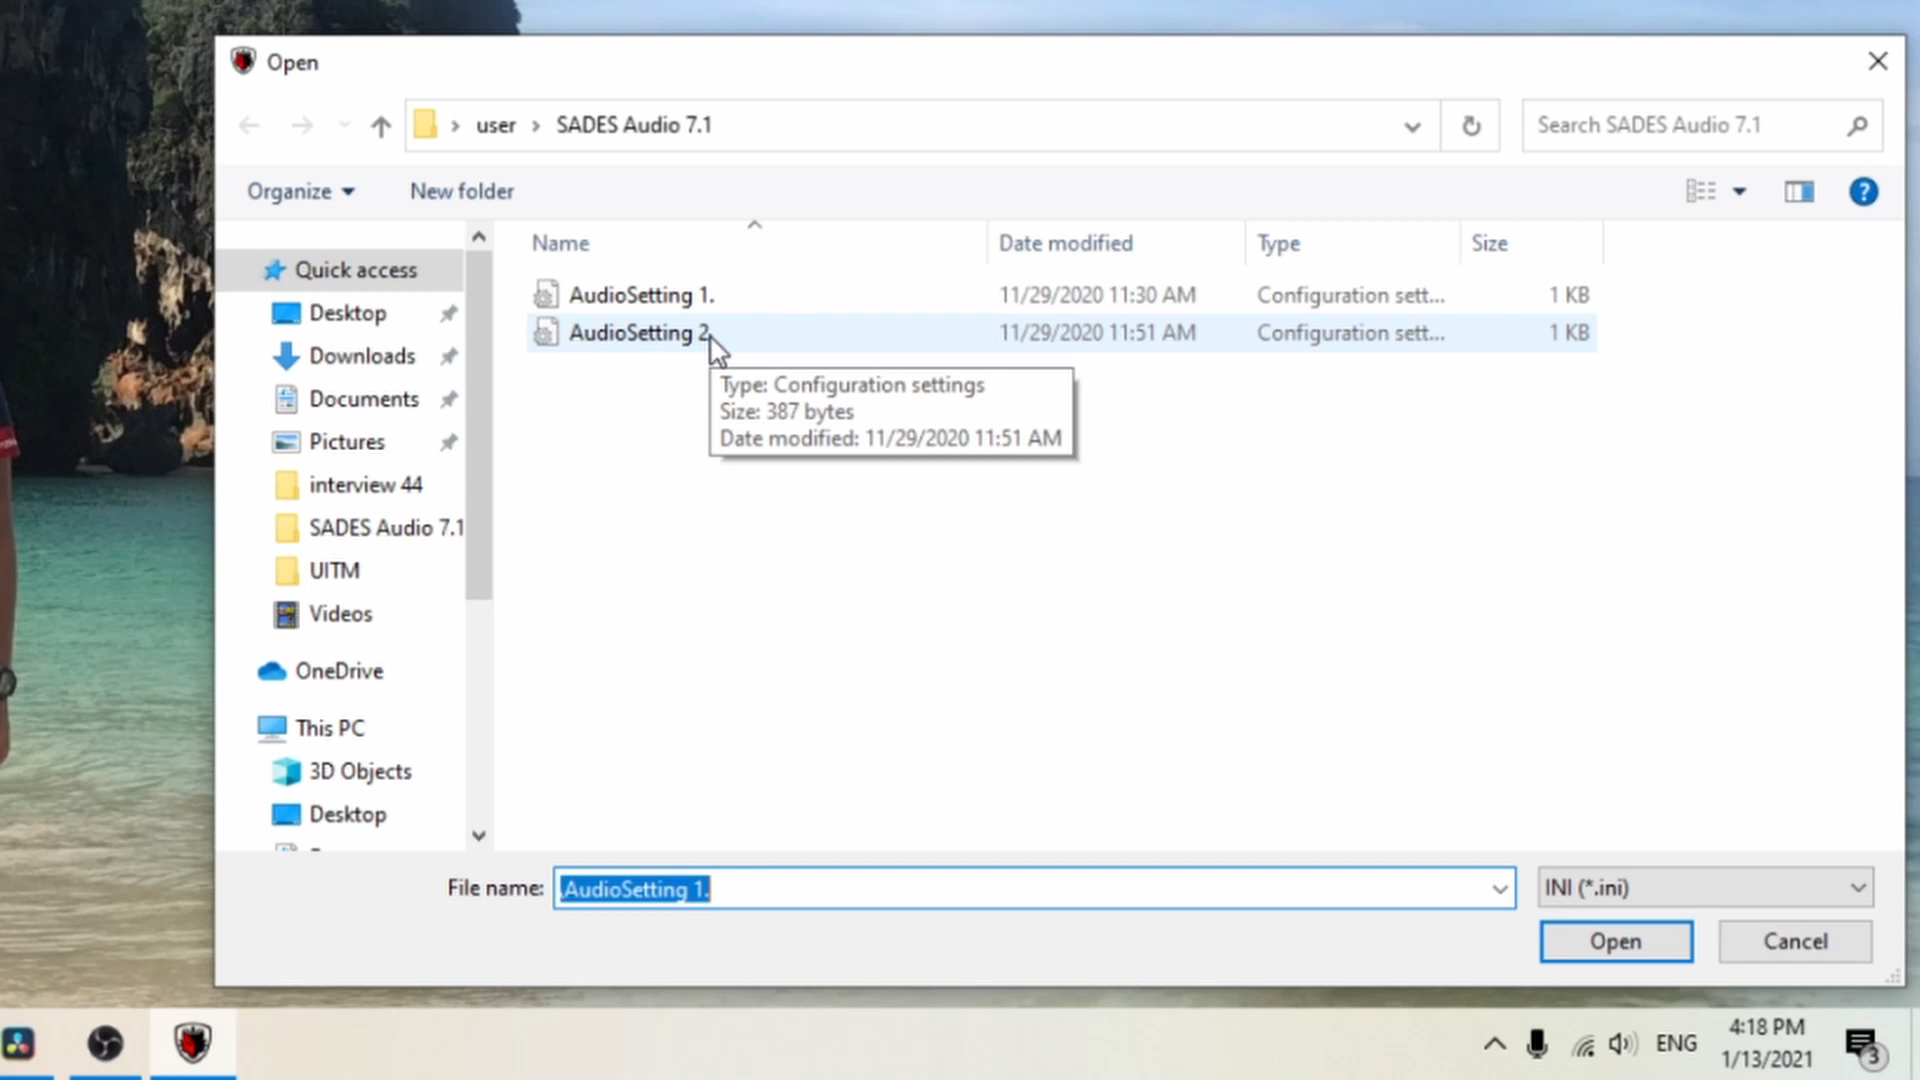 Open
user > SADES Audio 7.1
Search SADES Audio 7.1
Organize
New folder
Name
Date modified
Type
Size
Quick access
Desktop
Downloads
Documents
Pictures
interview 44
SADES Audio 7.1
UITM
Videos
OneDrive
This PC
3D Objects
Desktop
AudioSetting 1.
11/29/2020 11:30 AM
Configuration sett...
1 KB
AudioSetting 2
11/29/2020 11:51 AM
Configuration sett...
1 KB
Type: Configuration settings
Size: 387 bytes
Date modified: 11/29/2020 11:51 AM
File name:
AudioSetting 1.
INI (*.ini)
Open
Cancel
ENG
4:18 PM
1/13/2021
3